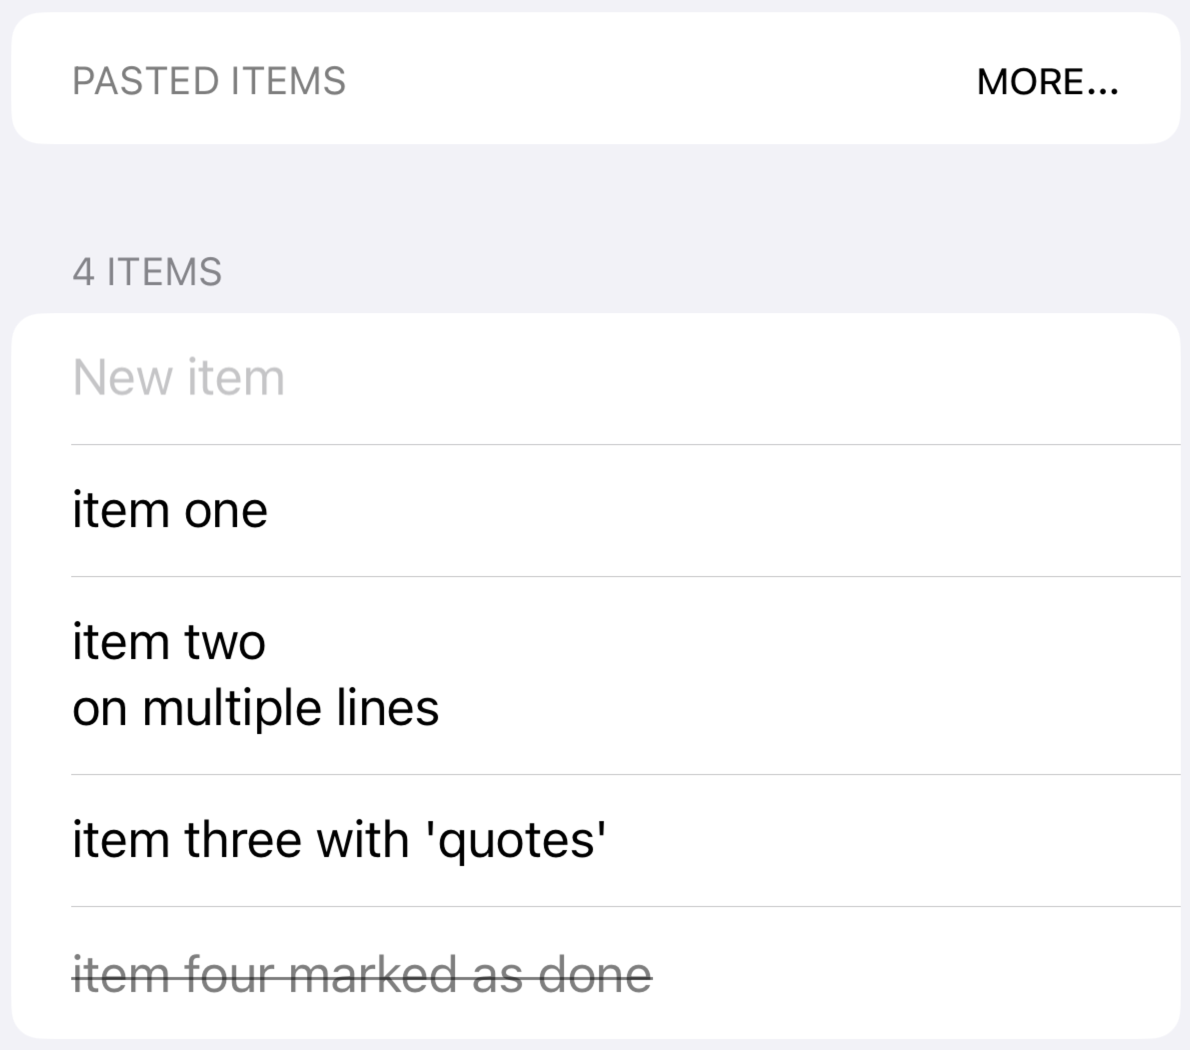 PASTED ITEMS
MORE...
4 ITEMS
New item
item one
item two
on multiple lines
item three with 'quotes'
item four marked as done